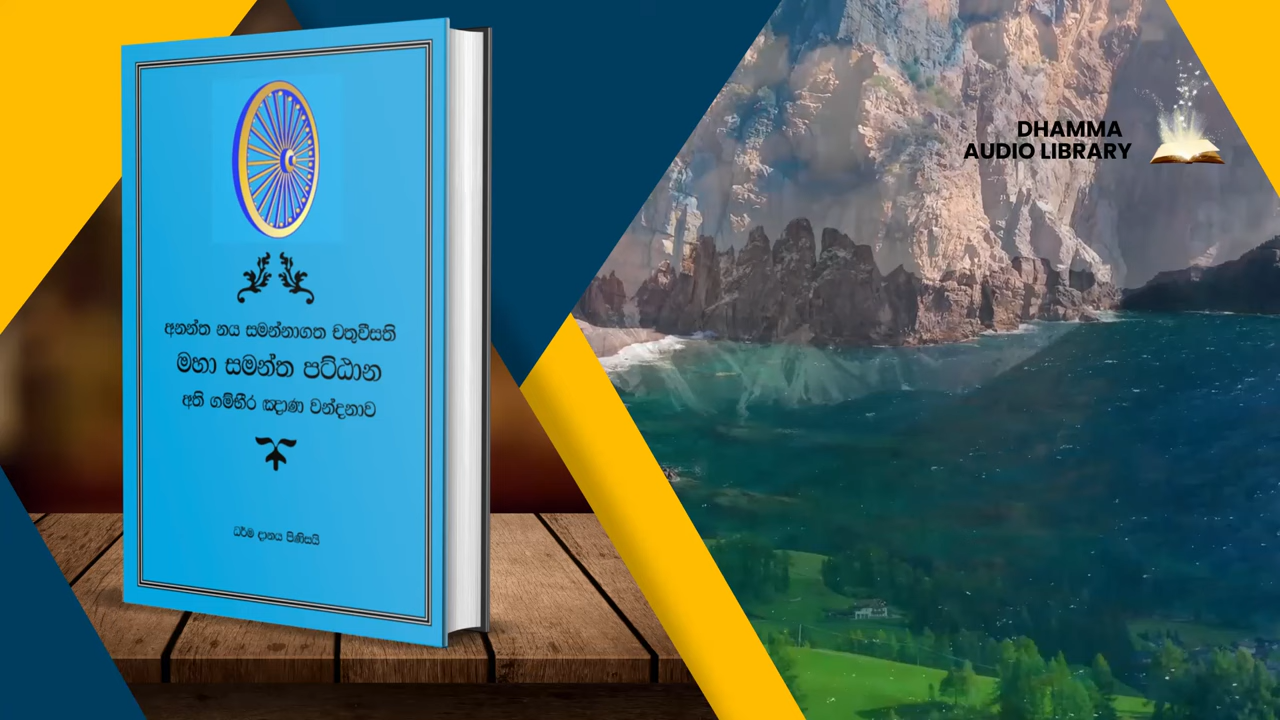 අනන්ත නය සමන්නාගත චතුවීසති
මහා සමන්ත පට්ඨාන
අති ගම්භීර ඤාණ වන්දනාව
ධර්ම දානය පිණිසයි
DHAMMA
AUDIO LIBRARY